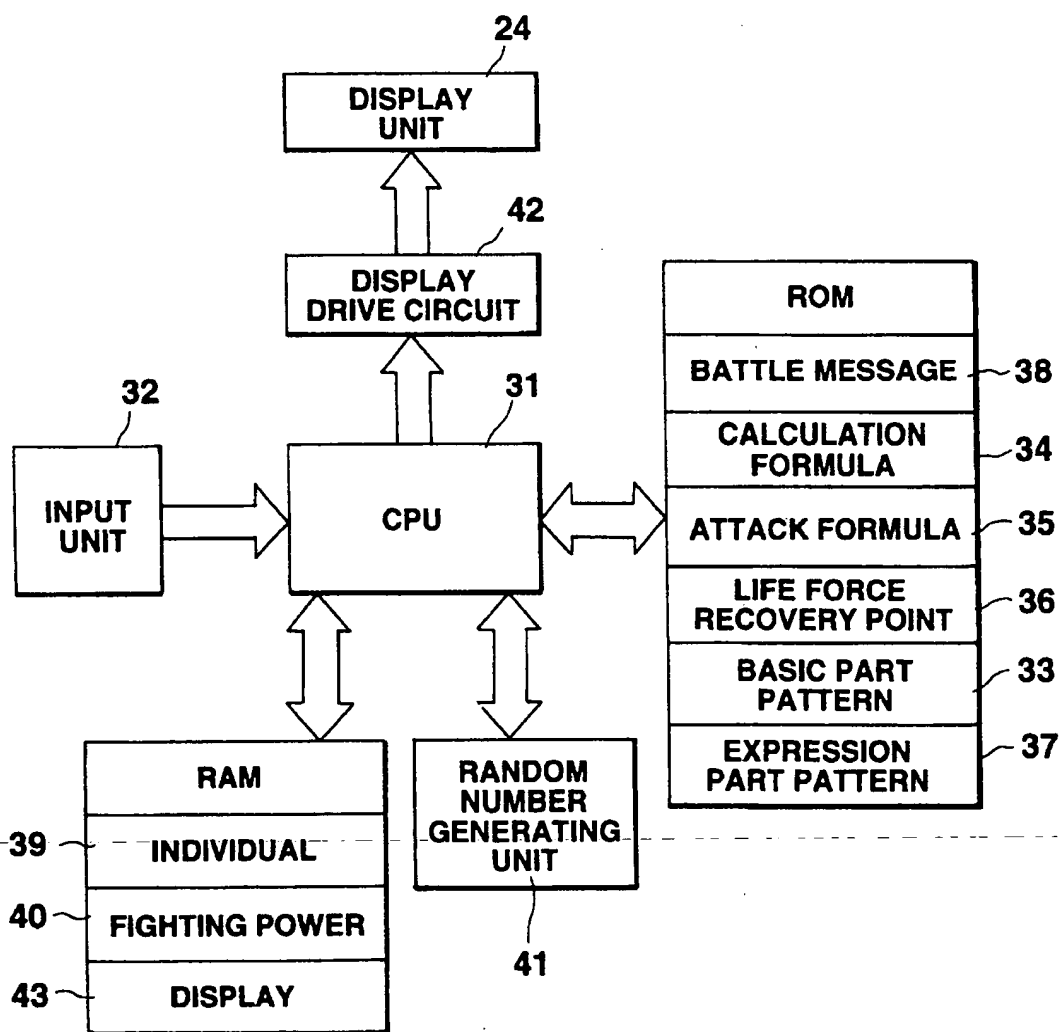 24
DISPLAY
UNIT
42
DISPLAY
DRIVE CIRCUIT
32
INPUT
UNIT
31
CPU
ROM
BATTLE MESSAGE
38
CALCULATION
FORMULA
34
ATTACK FORMULA
35
LIFE FORCE
RECOVERY POINT
36
BASIC PART
PATTERN
33
EXPRESSION
PART PATTERN
37
RAM
39
INDIVIDUAL
40
FIGHTING POWER
43
DISPLAY
RANDOM
NUMBER
GENERATING
UNIT
41